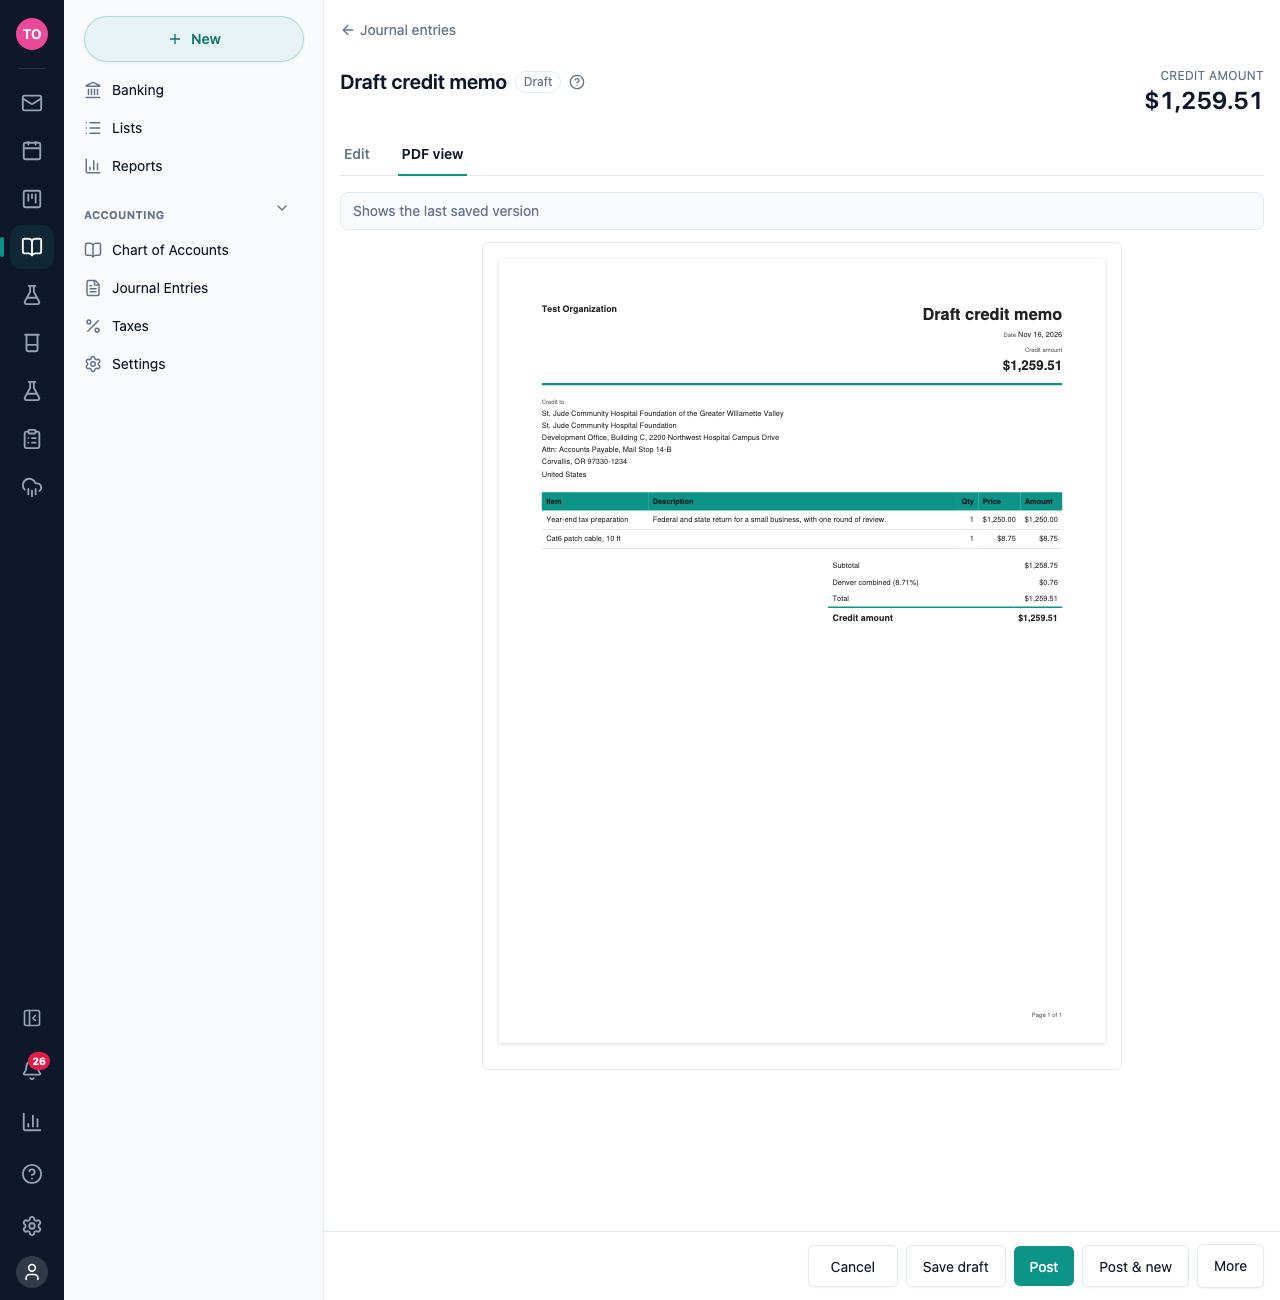 TO
New
Banking
Lists
Reports
ACCOUNTING
Chart of Accounts
Journal Entries
Taxes
Settings
26
Journal entries
Draft credit memo Draft
CREDIT AMOUNT
$1,259.51
Edit PDF view
Shows the last saved version
Test Organization
Draft credit memo
Date Nov 16, 2026
Credit amount
$1,259.51
Credit to
St. Jude Community Hospital Foundation of the Greater Willamette Valley
St. Jude Community Hospital Foundation
Development Office, Building C, 2200 Northwest Hospital Campus Drive
Attn: Accounts Payable, Mail Stop 14-B
Corvallis, OR 97330-1234
United States
Item Description Qty Price Amount
Year-end tax preparation Federal and state return for a small business, with one round of review. 1 $1,250.00 $1,250.00
Cat6 patch cable, 10 ft 1 $8.75 $8.75
Subtotal $1,258.75
Denver combined (8.71%) $0.76
Total $1,259.51
Credit amount $1,259.51
Page 1 of 1
Cancel Save draft Post Post & new More